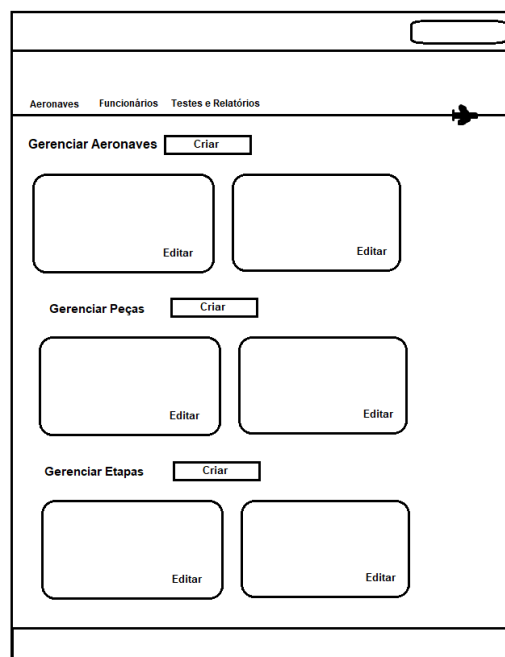 Aeronaves Funcionários Testes e Relatórios
Gerenciar Aeronaves Criar
Editar Editar
Gerenciar Peças Criar
Editar Editar
Gerenciar Etapas Criar
Editar Editar